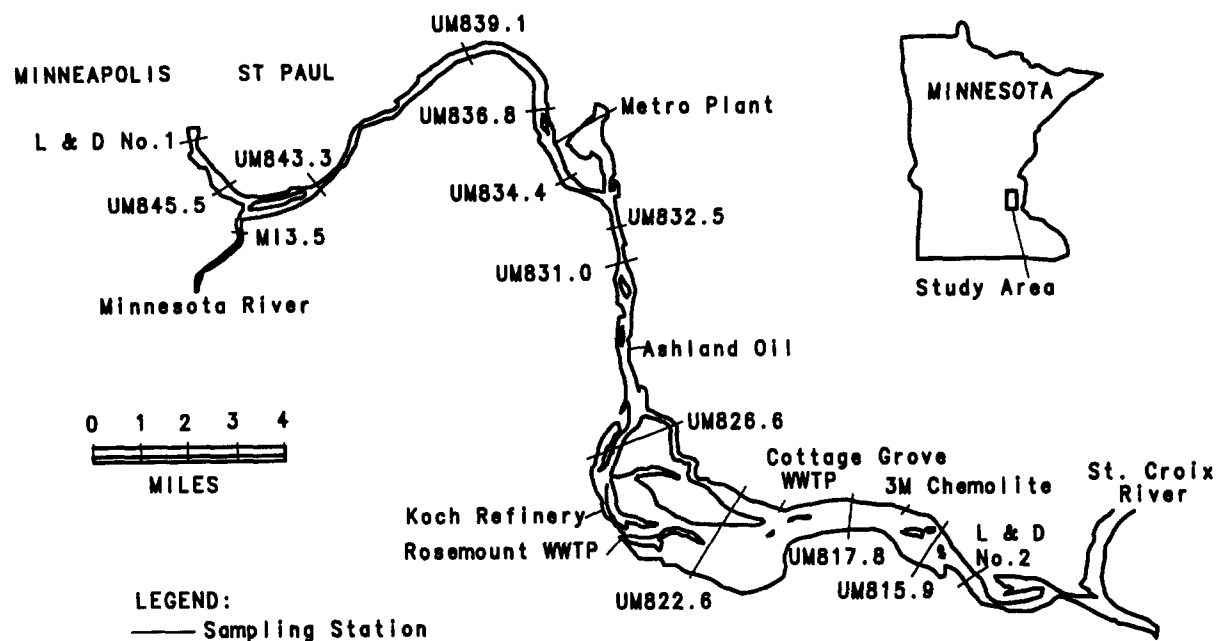 UM839.1
MINNEAPOLIS ST PAUL
MINNESOTA
Metro Plant
UM836.8
L & D No.1
UM843.3
UM834.4
UM845.5
UM832.5
MI3.5
UM831.0
Minnesota River
Study Area
Ashland Oil
0 1 2 3 4
MILES
UM826.6
Cottage Grove
WWTP
3M Chemolite
St. Croix
River
Koch Refinery
Rosemount WWTP
L & D
No.2
UM817.8
UM815.9
UM822.6
LEGEND:
Sampling Station